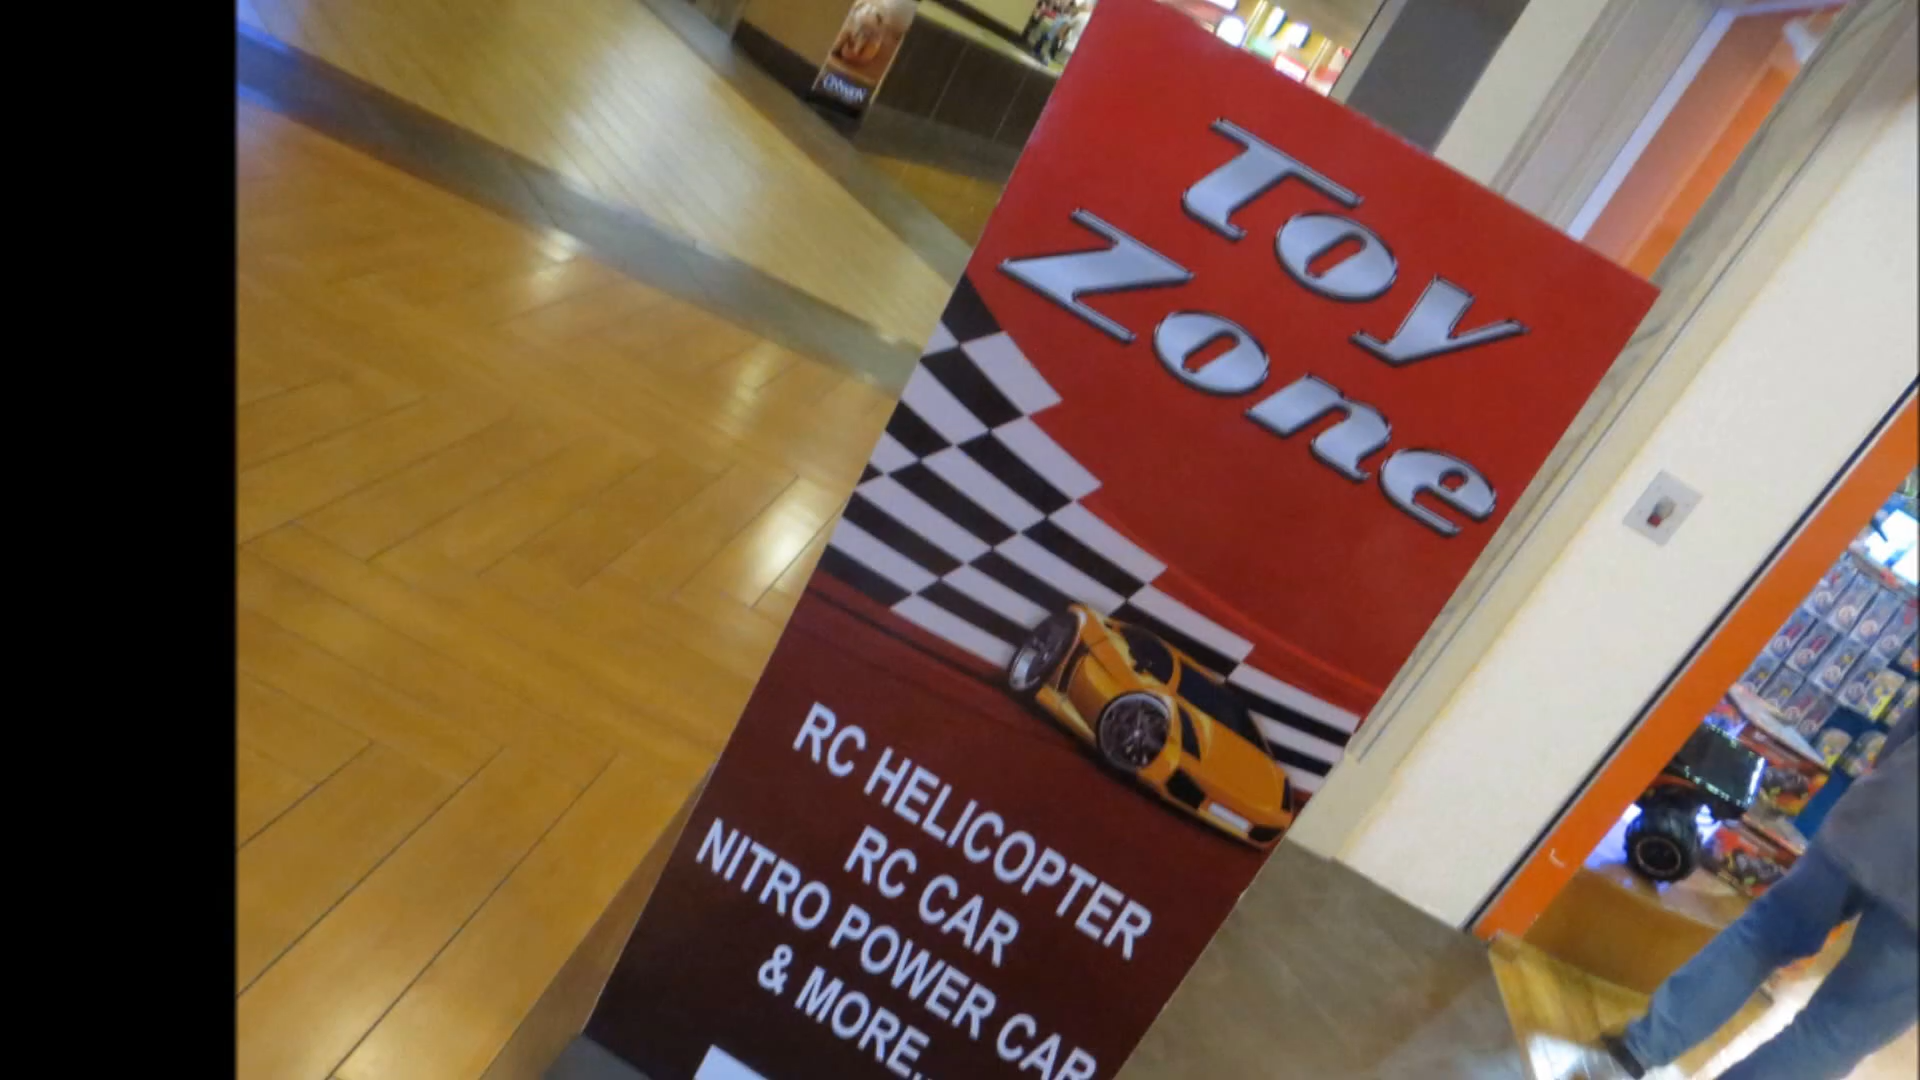 Toy
Zone
RC HELICOPTER
RC CAR
NITRO POWER CAR
& MORE...